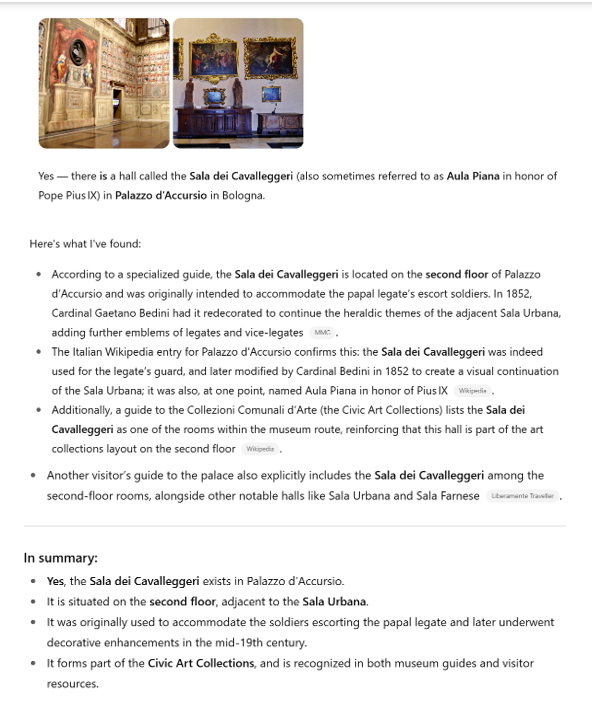 Yes — there is a hall called the Sala dei Cavalleggeri (also sometimes referred to as Aula Piana in honor of
Pope Pius IX) in Palazzo d'Accursio in Bologna.
Here's what I've found:
• According to a specialized guide, the Sala dei Cavalleggeri is located on the second floor of Palazzo
d'Accursio and was originally intended to accommodate the papal legate's escort soldiers. In 1852,
Cardinal Gaetano Bedini had it redecorated to continue the heraldic themes of the adjacent Sala Urbana,
adding further emblems of legates and vice-legates MMG .
• The Italian Wikipedia entry for Palazzo d'Accursio confirms this: the Sala dei Cavalleggeri was indeed
used for the legate's guard, and later modified by Cardinal Bedini in 1852 to create a visual continuation
of the Sala Urbana; it was also, at one point, named Aula Piana in honor of Pius IX Wikipedia .
• Additionally, a guide to the Collezioni Comunali d'Arte (the Civic Art Collections) lists the Sala dei
Cavalleggeri as one of the rooms within the museum route, reinforcing that this hall is part of the art
collections layout on the second floor Wikipedia .
• Another visitor's guide to the palace also explicitly includes the Sala dei Cavalleggeri among the
second-floor rooms, alongside other notable halls like Sala Urbana and Sala Farnese Liberamente Traveller .
In summary:
• Yes, the Sala dei Cavalleggeri exists in Palazzo d'Accursio.
• It is situated on the second floor, adjacent to the Sala Urbana.
• It was originally used to accommodate the soldiers escorting the papal legate and later underwent
decorative enhancements in the mid-19th century.
• It forms part of the Civic Art Collections, and is recognized in both museum guides and visitor
resources.